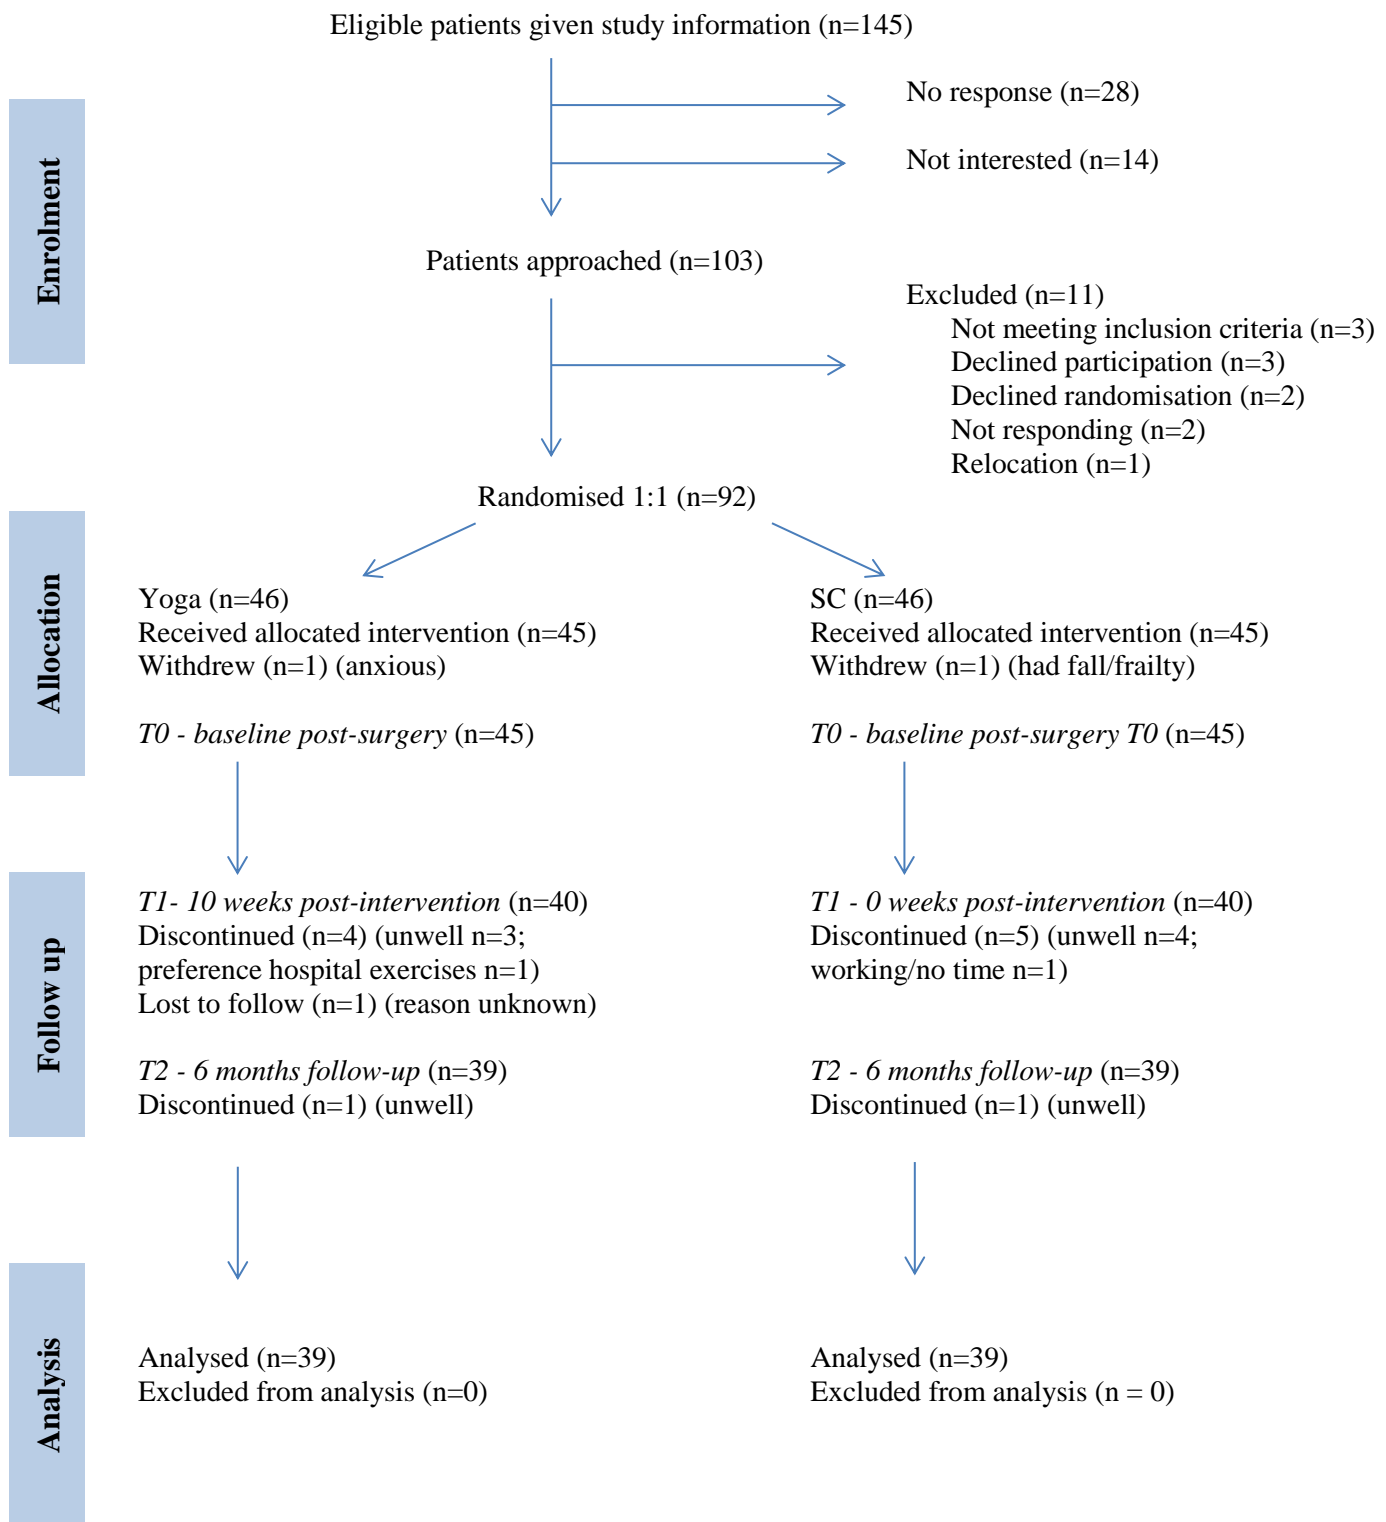 Eligible patients given study information (n=145)
No response (n=28)
Not interested (n=14)
Enrolment
Patients approached (n=103)
Excluded (n=11)
Not meeting inclusion criteria (n=3)
Declined participation (n=3)
Declined randomisation (n=2)
Not responding (n=2)
Relocation (n=1)
Randomised 1:1 (n=92)
Allocation
Yoga (n=46)
Received allocated intervention (n=45)
Withdrew (n=1) (anxious)
T0 - baseline post-surgery (n=45)
SC (n=46)
Received allocated intervention (n=45)
Withdrew (n=1) (had fall/frailty)
T0 - baseline post-surgery T0 (n=45)
Follow up
T1- 10 weeks post-intervention (n=40)
Discontinued (n=4) (unwell n=3;
preference hospital exercises n=1)
Lost to follow (n=1) (reason unknown)
T2 - 6 months follow-up (n=39)
Discontinued (n=1) (unwell)
T1 - 0 weeks post-intervention (n=40)
Discontinued (n=5) (unwell n=4;
working/no time n=1)
T2 - 6 months follow-up (n=39)
Discontinued (n=1) (unwell)
Analysis
Analysed (n=39)
Excluded from analysis (n=0)
Analysed (n=39)
Excluded from analysis (n = 0)